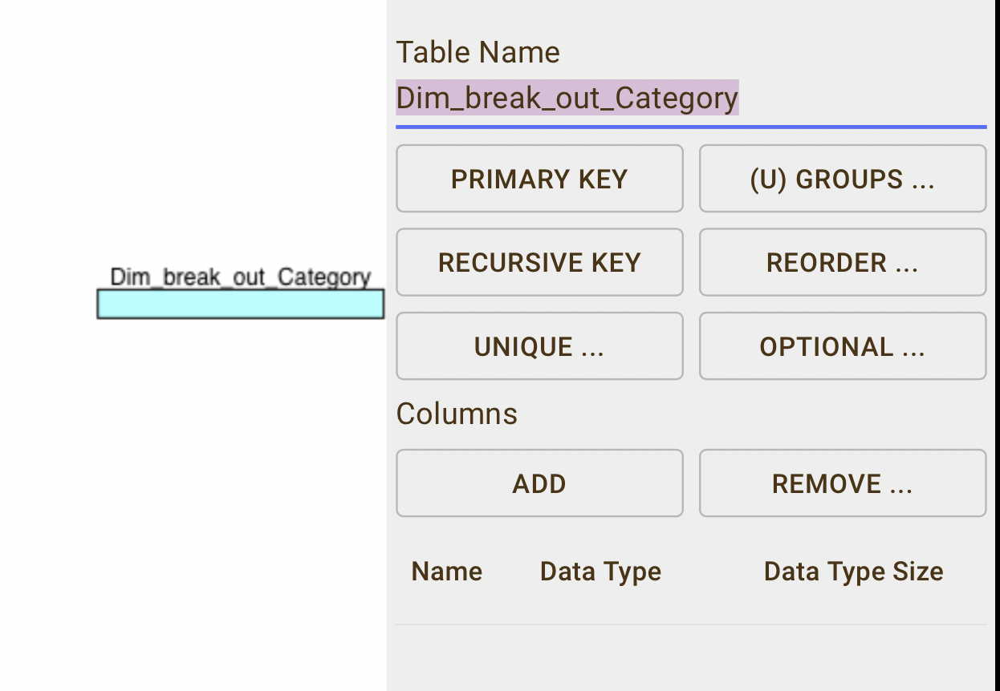 Table Name
Dim_break_out_Category
PRIMARY KEY
(U) GROUPS ...
RECURSIVE KEY
REORDER ...
Dim_break_out_Category
UNIQUE ...
OPTIONAL ...
Columns
ADD
REMOVE ...
Name Data Type Data Type Size